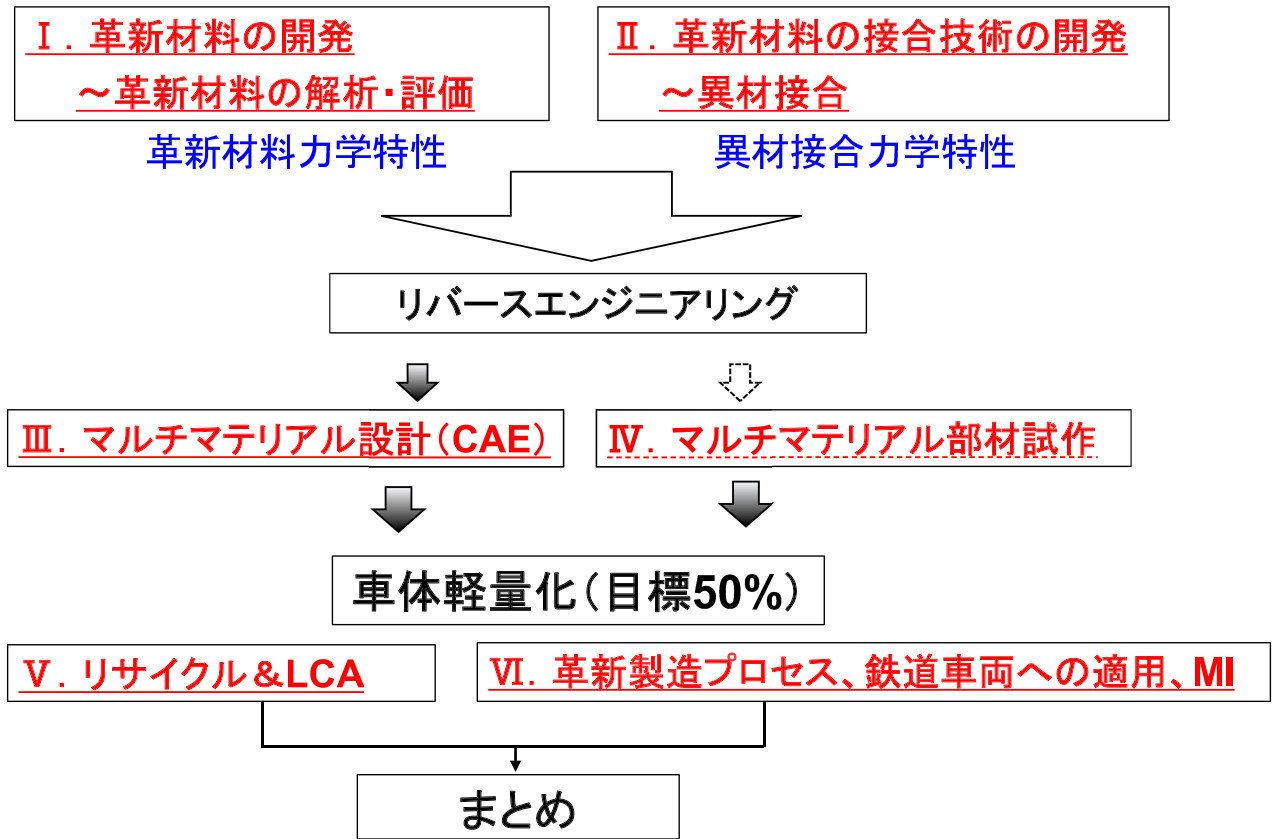 Ⅰ．革新材料の開発
～革新材料の解析・評価
Ⅱ．革新材料の接合技術の開発
～異材接合
革新材料力学特性
異材接合力学特性
リバースエンジニアリング
Ⅲ．マルチマテリアル設計（CAE）
Ⅳ．マルチマテリアル部材試作
車体軽量化（目標50%）
Ⅴ．リサイクル＆LCA
Ⅵ．革新製造プロセス、鉄道車両への適用、MI
まとめ